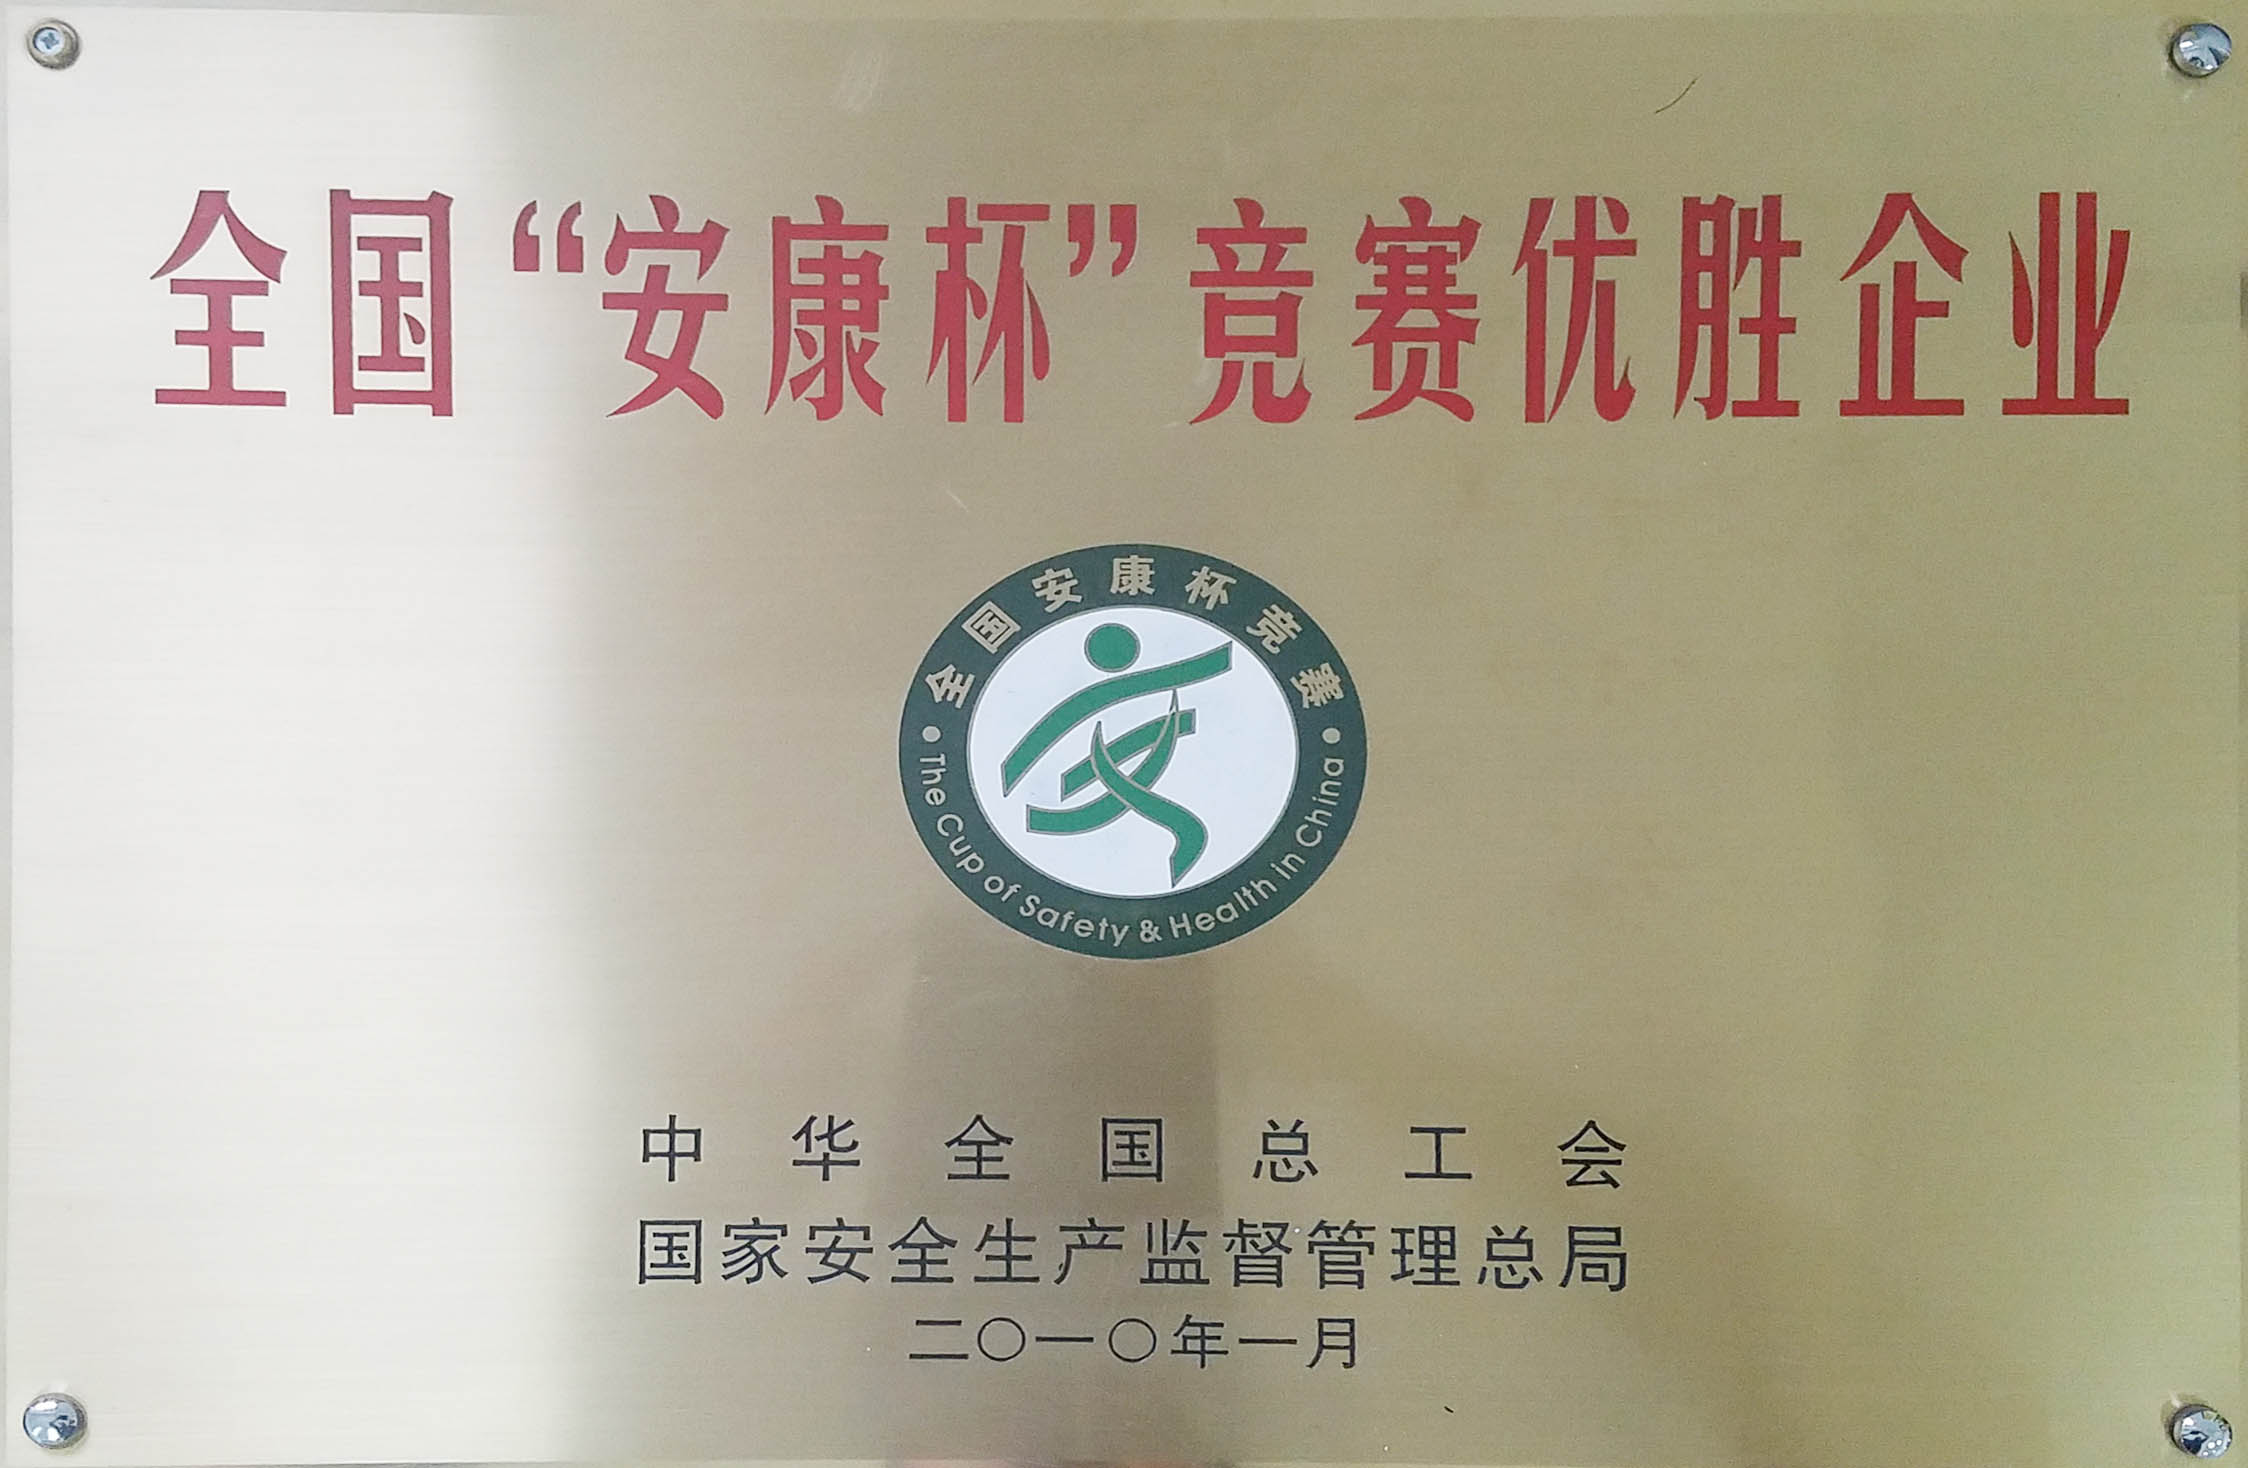 全国“安康杯”竞赛优胜企业
全国安康杯竞赛
The Cup of Safety & Health in China
中华全国总工会
国家安全生产监督管理总局
二〇一〇年一月